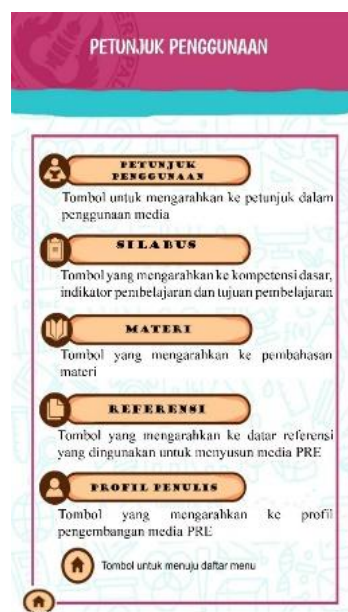 PETUNJUK PENGGUNAAN
PETUNJUK
PENGGUNAAN
Tombol untuk mengarahkan ke petunjuk dalam
penggunaan media
SILABUS
Tombol yang mengarahkan ke kompetensi dasar,
indikator pembelajaran dan tujuan pembelajaran
MATERI
Tombol yang mengarahkan ke pembahasan
materi
REFERENSI
Tombol yang mengarahkan ke datar referensi
yang dingunakan untuk menyusun media PRE
PROFIL PENULIS
Tombol yang mengarahkan ke profil
pengembangan media PRE
Tombol untuk menuju daftar menu